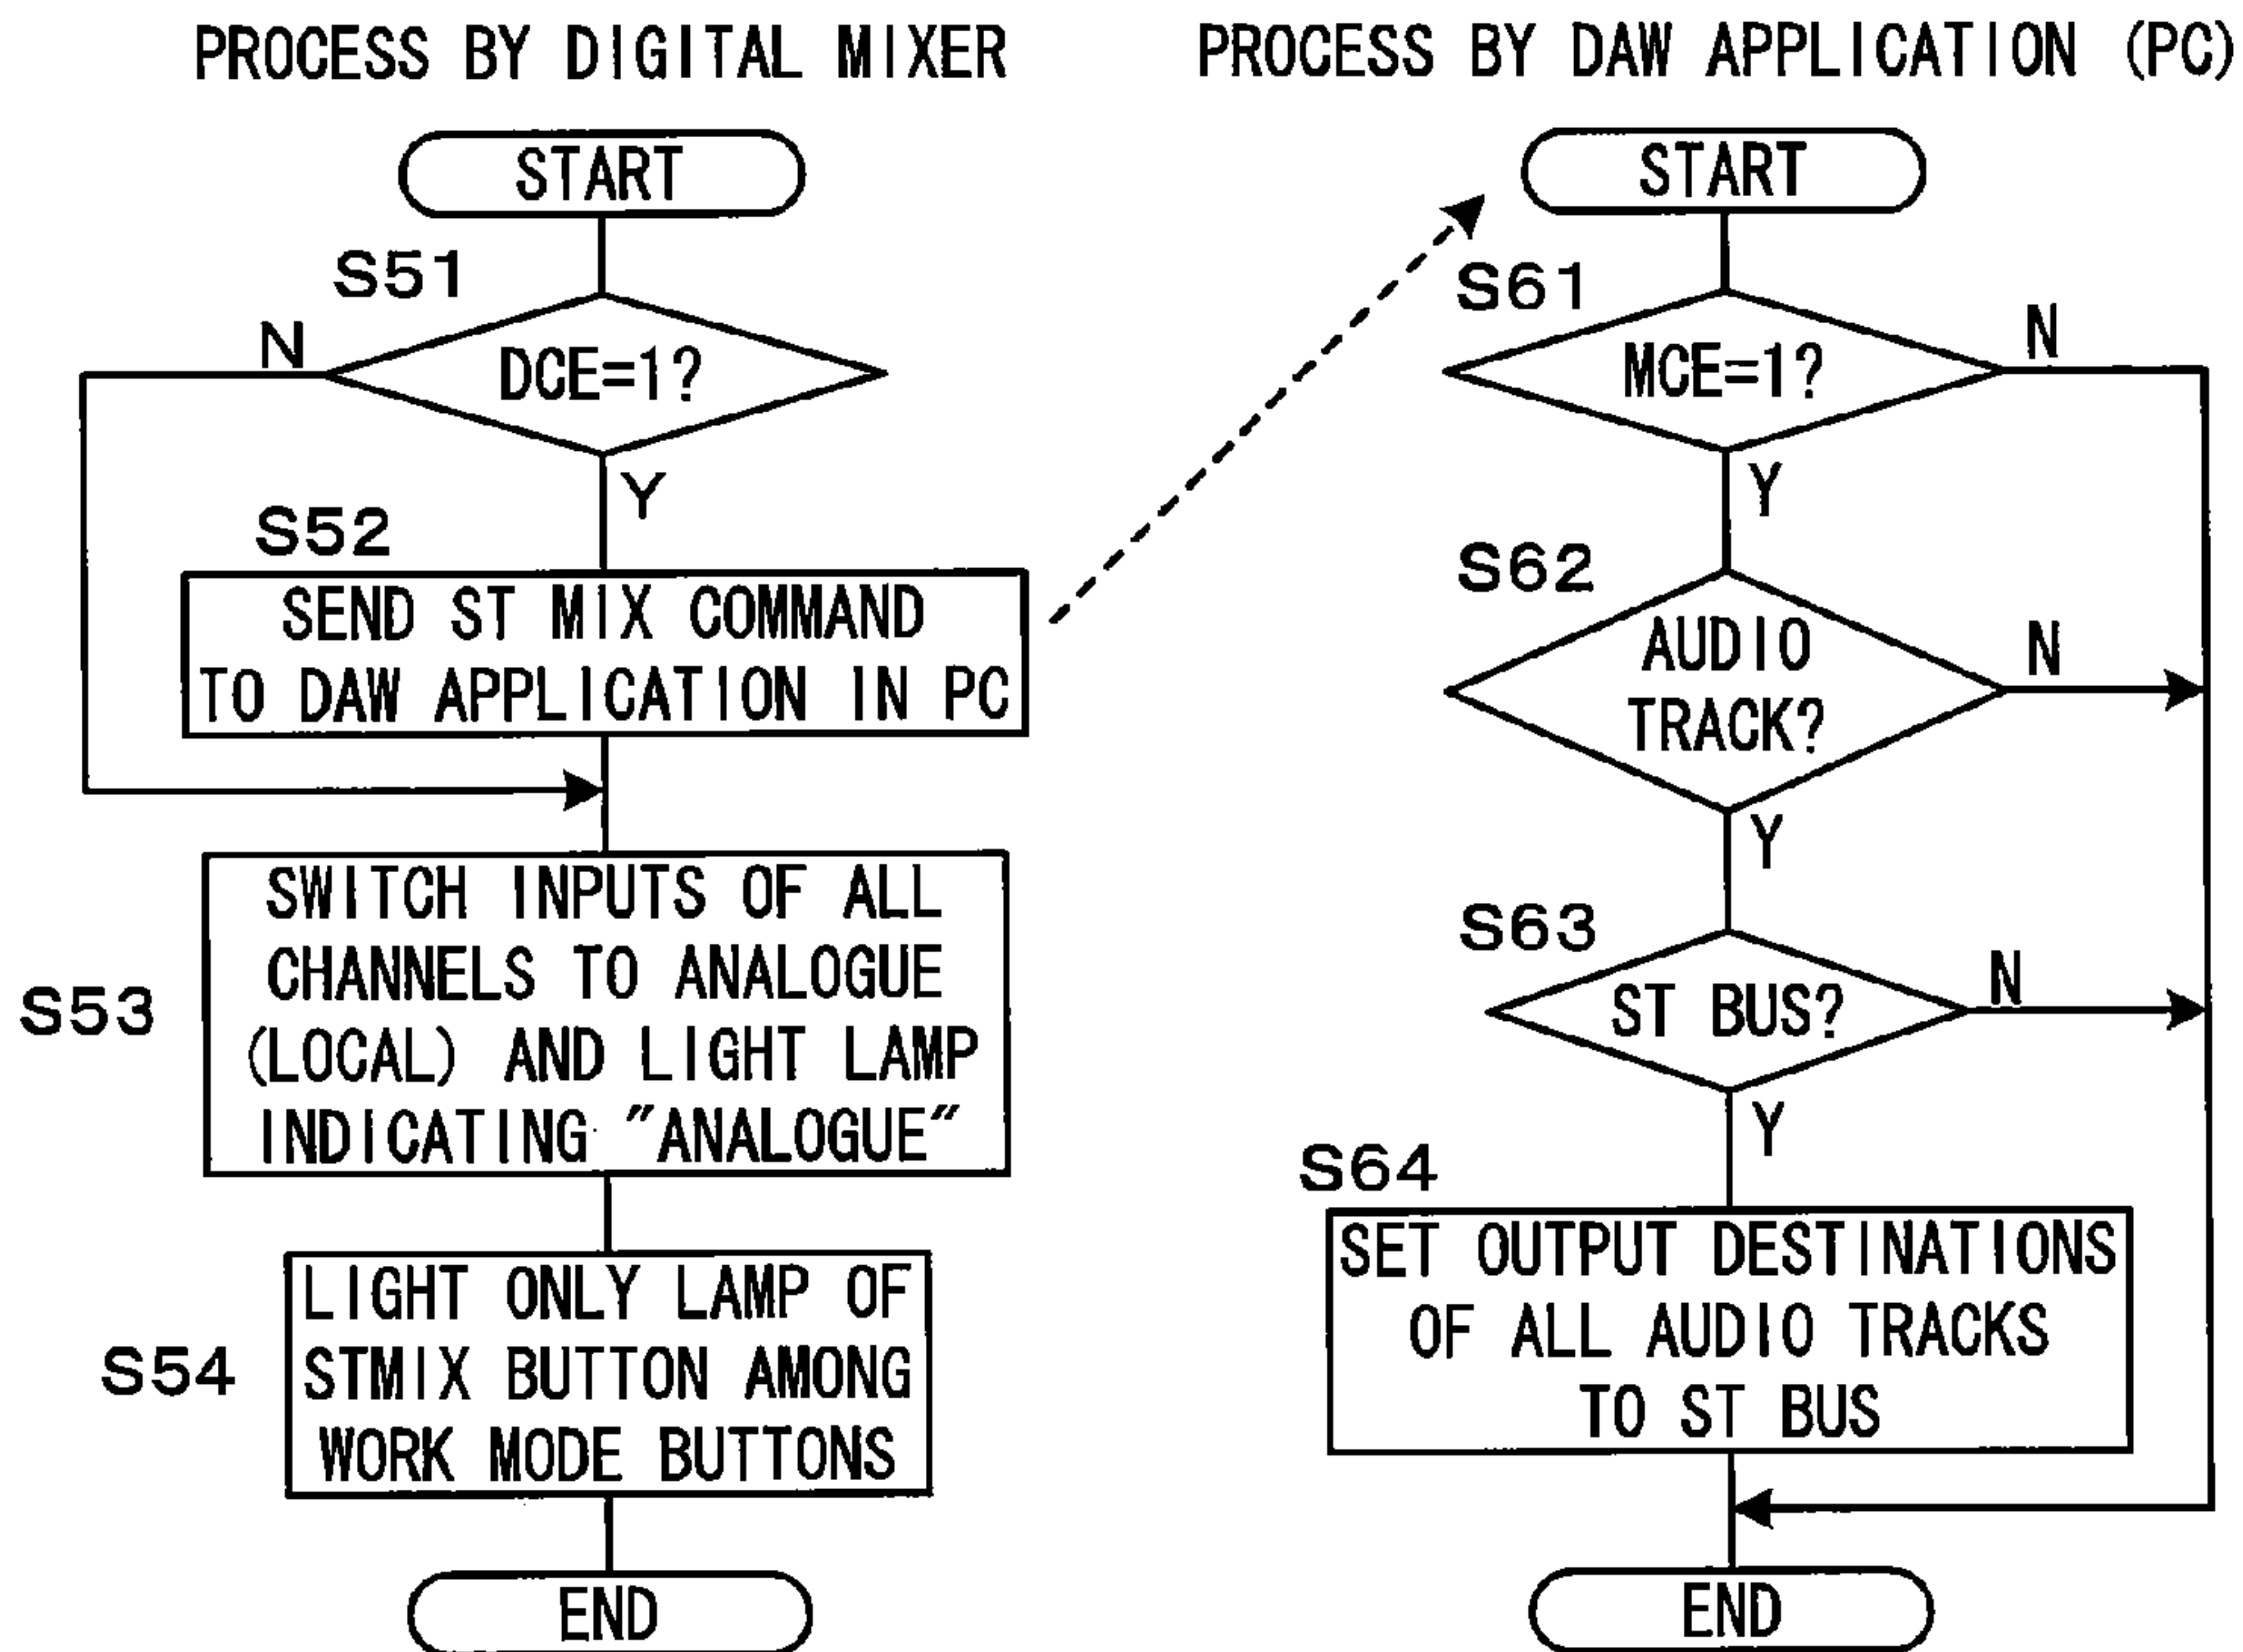 PROCESS BY DIGITAL MIXER
START
S51
DCE=1?
N
Y
S52
SEND ST MIX COMMAND
TO DAW APPLICATION IN PC
S53
SWITCH INPUTS OF ALL
CHANNELS TO ANALOGUE
(LOCAL) AND LIGHT LAMP
INDICATING "ANALOGUE"
S54
LIGHT ONLY LAMP OF
STMIX BUTTON AMONG
WORK MODE BUTTONS
END
PROCESS BY DAW APPLICATION (PC)
START
S61
MCE=1?
N
Y
S62
AUDIO
TRACK?
N
Y
S63
ST BUS?
N
Y
S64
SET OUTPUT DESTINATIONS
OF ALL AUDIO TRACKS
TO ST BUS
END